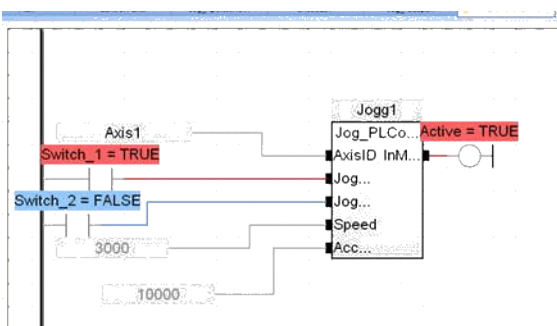 Jogg1
Axis1
Jog_PLCo... Active = TRUE
Switch_1 = TRUE
AxisID InM...
Jog...
Switch_2 = FALSE
Jog...
Speed
3000
Acc...
10000